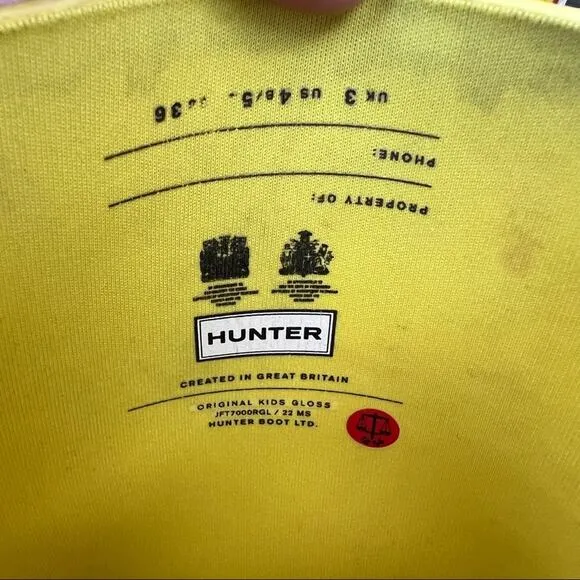 UK 3 US 4B/5 36
PHONE:
PROPERTY OF:
HUNTER
CREATED IN GREAT BRITAIN
ORIGINAL KIDS GLOSS
JFT7000RGL / 22 MS
HUNTER BOOT LTD.